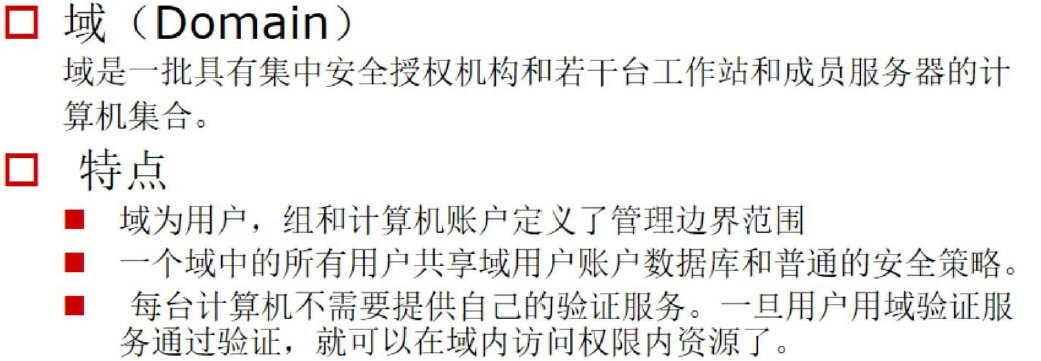 域（Domain）
域是一批具有集中安全授权机构和若干台工作站和成员服务器的计
算机集合。
特点
域为用户，组和计算机账户定义了管理边界范围
一个域中的所有用户共享域用户账户数据库和普通的安全策略。
每台计算机不需要提供自己的验证服务。一旦用户用域验证服
务通过验证，就可以在域内访问权限内资源了。